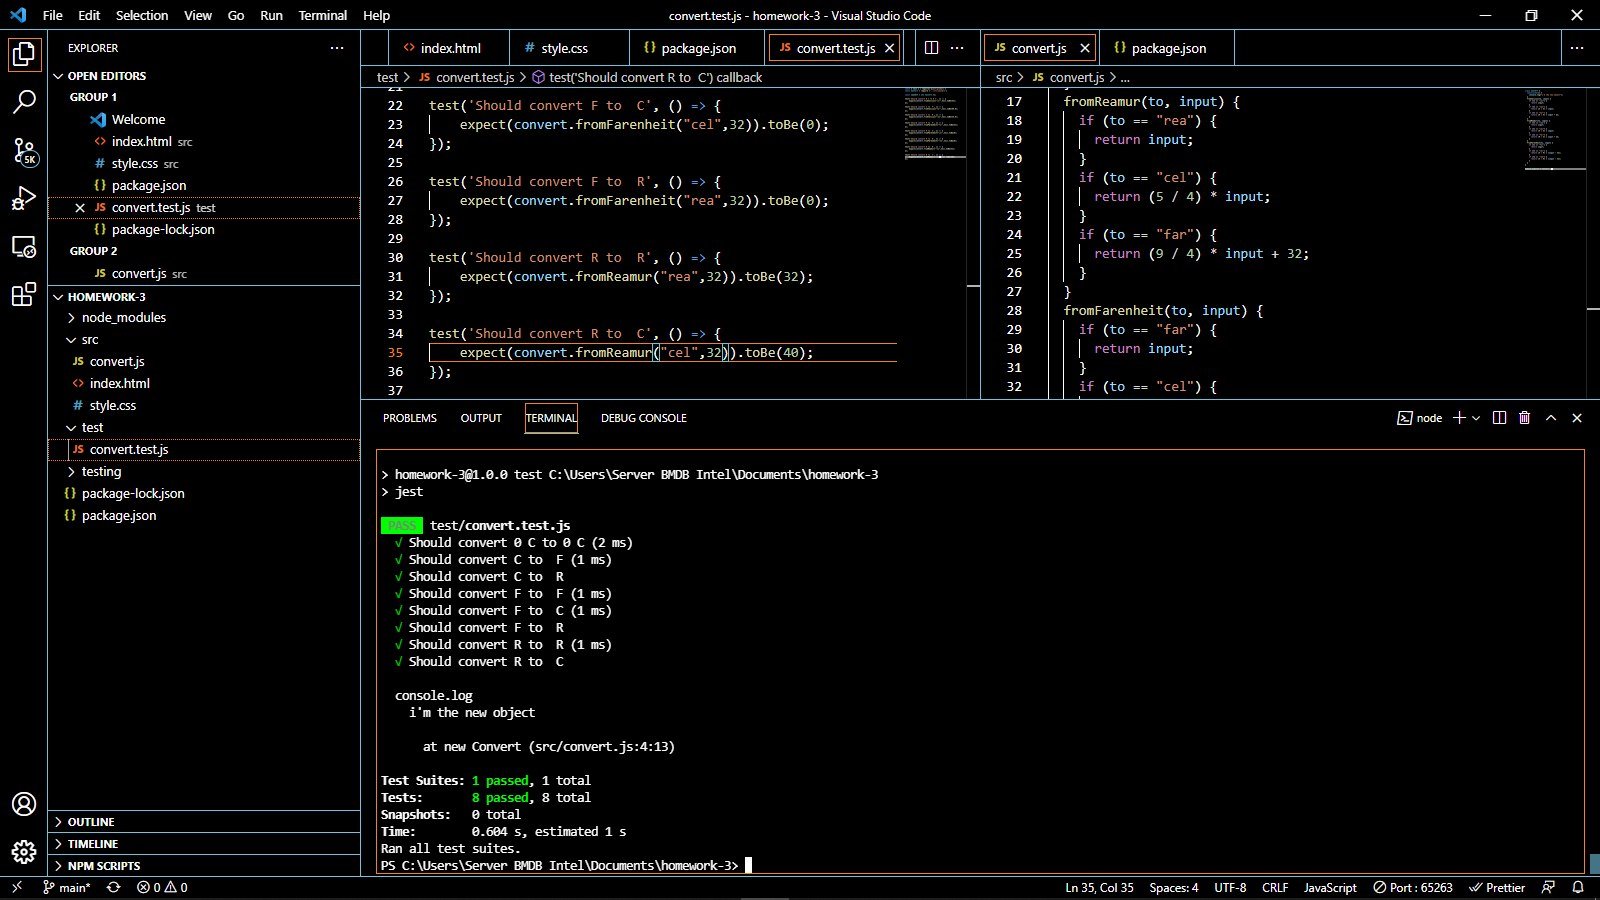 File Edit Selection View Go Run Terminal Help
convert.test.js - homework-3 - Visual Studio Code
EXPLORER
OPEN EDITORS
GROUP 1
Welcome
<> index.html src
# style.css src
{} package.json
JS convert.test.js test
{} package-lock.json
GROUP 2
JS convert.js src
HOMEWORK-3
node_modules
src
JS convert.js
<> index.html
# style.css
test
JS convert.test.js
testing
{} package-lock.json
{} package.json
OUTLINE
TIMELINE
NPM SCRIPTS
5K
<> index.html # style.css {} package.json JS convert.test.js
test > JS convert.test.js > test('Should convert R to  C') callback
21
22 test('Should convert F to  C', () => {
23 expect(convert.fromFarenheit("cel",32)).toBe(0);
24 });
25
26 test('Should convert F to  R', () => {
27 expect(convert.fromFarenheit("rea",32)).toBe(0);
28 });
29
30 test('Should convert R to  R', () => {
31 expect(convert.fromReamur("rea",32)).toBe(32);
32 });
33
34 test('Should convert R to  C', () => {
35 expect(convert.fromReamur("cel",32)).toBe(40);
36 });
37
JS convert.js {} package.json
src > JS convert.js > ...
17 fromReamur(to, input) {
18 if (to == "rea") {
19 return input;
20 }
21 if (to == "cel") {
22 return (5 / 4) * input;
23 }
24 if (to == "far") {
25 return (9 / 4) * input + 32;
26 }
27 }
28 fromFarenheit(to, input) {
29 if (to == "far") {
30 return input;
31 }
32 if (to == "cel") {
PROBLEMS OUTPUT TERMINAL DEBUG CONSOLE
node
> homework-3@1.0.0 test C:\Users\Server BMDB Intel\Documents\homework-3
> jest
PASS test/convert.test.js
√ Should convert 0 C to 0 C (2 ms)
√ Should convert C to  F (1 ms)
√ Should convert C to  R
√ Should convert F to  F (1 ms)
√ Should convert F to  C (1 ms)
√ Should convert F to  R
√ Should convert R to  R (1 ms)
√ Should convert R to  C
console.log
i'm the new object
at new Convert (src/convert.js:4:13)
Test Suites: 1 passed, 1 total
Tests: 8 passed, 8 total
Snapshots: 0 total
Time: 0.604 s, estimated 1 s
Ran all test suites.
PS C:\Users\Server BMDB Intel\Documents\homework-3>
main* 0 0
Ln 35, Col 35 Spaces: 4 UTF-8 CRLF JavaScript Port : 65263 Prettier